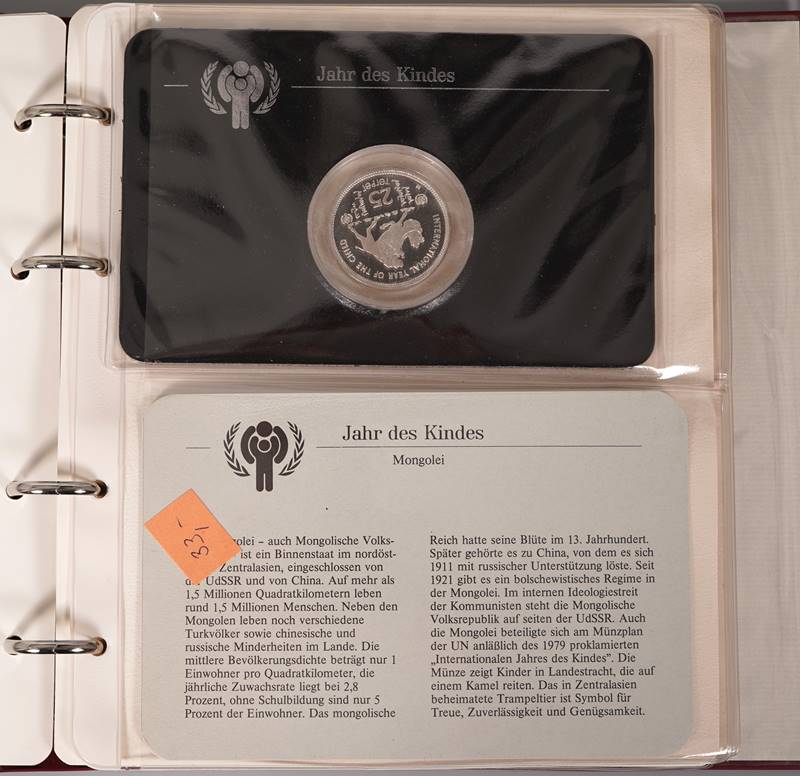 Jahr des Kindes
INTERNATIONAL YEAR OF THE CHILD
25
Jahr des Kindes
Mongolei
33,-
olei – auch Mongolische Volks-
ist ein Binnenstaat im nordöst-
Zentralasien, eingeschlossen von
UdSSR und von China. Auf mehr als
1,5 Millionen Quadratkilometern leben
rund 1,5 Millionen Menschen. Neben den
Mongolen leben noch verschiedene
Turkvölker sowie chinesische und
russische Minderheiten im Lande. Die
mittlere Bevölkerungsdichte beträgt nur 1
Einwohner pro Quadratkilometer, die
jährliche Zuwachsrate liegt bei 2,8
Prozent, ohne Schulbildung sind nur 5
Prozent der Einwohner. Das mongolische
Reich hatte seine Blüte im 13. Jahrhundert.
Später gehörte es zu China, von dem es sich
1911 mit russischer Unterstützung löste. Seit
1921 gibt es ein bolschewistisches Regime in
der Mongolei. Im internen Ideologiestreit
der Kommunisten steht die Mongolische
Volksrepublik auf seiten der UdSSR. Auch
die Mongolei beteiligte sich am Münzplan
der UN anläßlich des 1979 proklamierten
„Internationalen Jahres des Kindes". Die
Münze zeigt Kinder in Landestracht, die auf
einem Kamel reiten. Das in Zentralasien
beheimatete Trampeltier ist Symbol für
Treue, Zuverlässigkeit und Genügsamkeit.